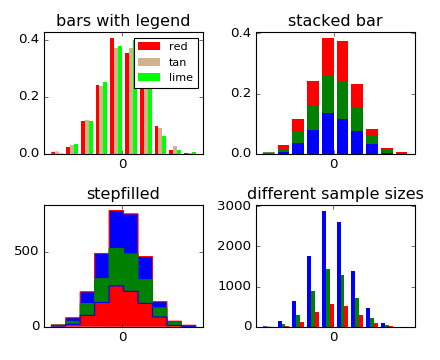 bars with legend
0.4
0.2
0.0
0
red
tan
lime
stacked bar
0.4
0.2
0.0
0
stepfilled
500
0
0
different sample sizes
3000
2000
1000
0
0